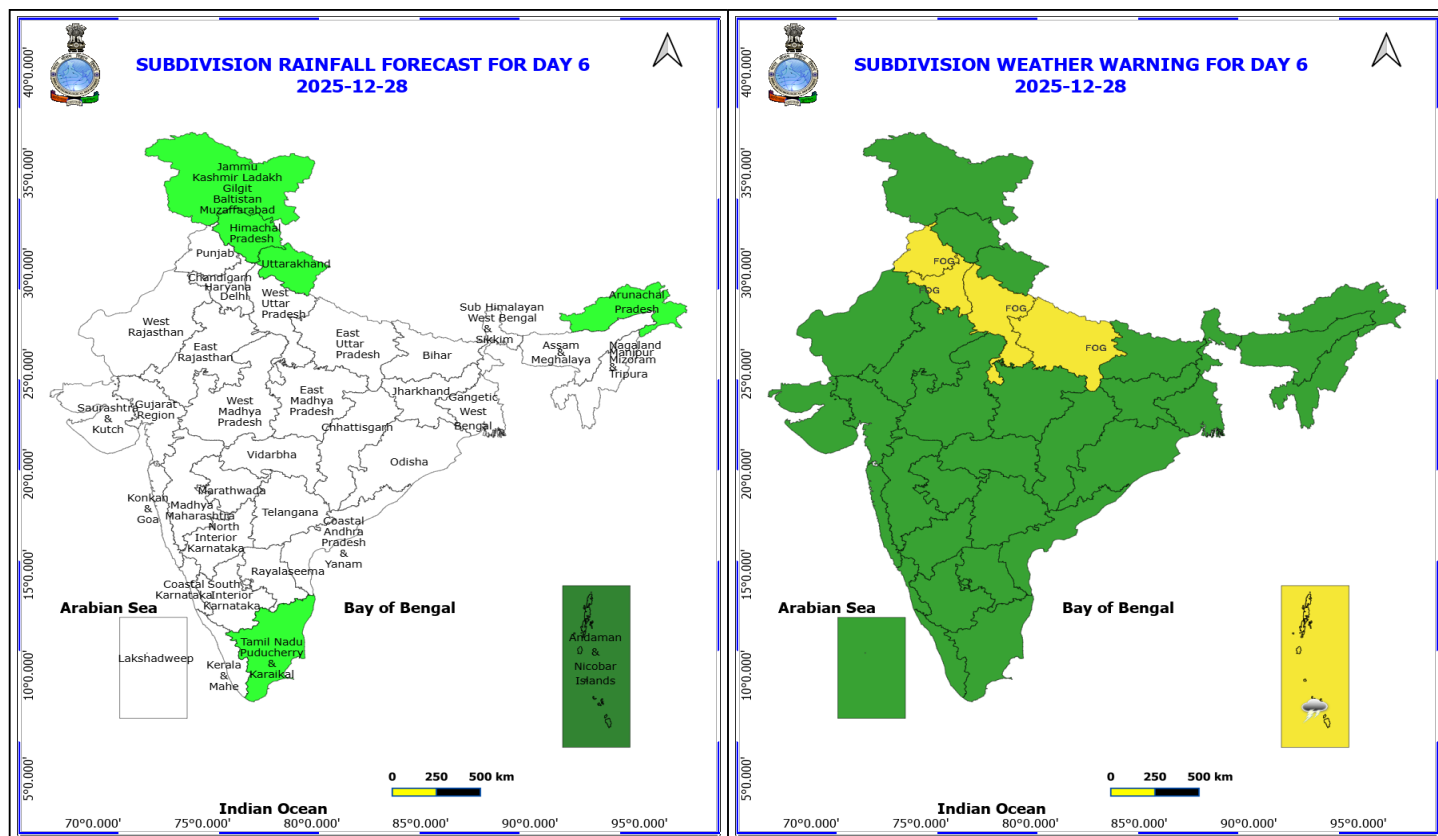 SUBDIVISION RAINFALL FORECAST FOR DAY 6
2025-12-28
40°0.000'
35°0.000'
30°0.000'
25°0.000'
20°0.000'
15°0.000'
10°0.000'
5°0.000'
Jammu
Kashmir Ladakh
Gilgit
Baltistan
Muzaffarabad
Himachal
Pradesh
Punjab
Uttarakhand
Chandigarh
Haryana
Delhi
West
Uttar
Pradesh
Arunachal
Pradesh
Sub Himalayan
West Bengal
&
Sikkim
West
Rajasthan
East
Rajasthan
East
Uttar
Pradesh
Bihar
Assam
&
Meghalaya
Nagaland
Manipur
Mizoram
&
Tripura
Saurashtra
&
Kutch
Gujarat
Region
West
Madhya
Pradesh
East
Madhya
Pradesh
Jharkhand
Gangetic
West
Bengal
Chhattisgarh
Vidarbha
Odisha
Konkan
&
Goa
Madhya
Maharashtra
Marathwada
Telangana
North
Interior
Karnataka
Coastal
Andhra
Pradesh
&
Yanam
Rayalaseema
Coastal
Karnataka
South
Interior
Karnataka
Arabian Sea
Bay of Bengal
Lakshadweep
Kerala
&
Mahe
Tamil Nadu
Puducherry
&
Karaikal
Andaman
&
Nicobar
Islands
0 250 500 km
Indian Ocean
70°0.000' 75°0.000' 80°0.000' 85°0.000' 90°0.000' 95°0.000'
SUBDIVISION WEATHER WARNING FOR DAY 6
2025-12-28
40°0.000'
35°0.000'
30°0.000'
25°0.000'
20°0.000'
15°0.000'
10°0.000'
5°0.000'
FOG
FOG
FOG
FOG
Arabian Sea
Bay of Bengal
0 250 500 km
Indian Ocean
70°0.000' 75°0.000' 80°0.000' 85°0.000' 90°0.000' 95°0.000'